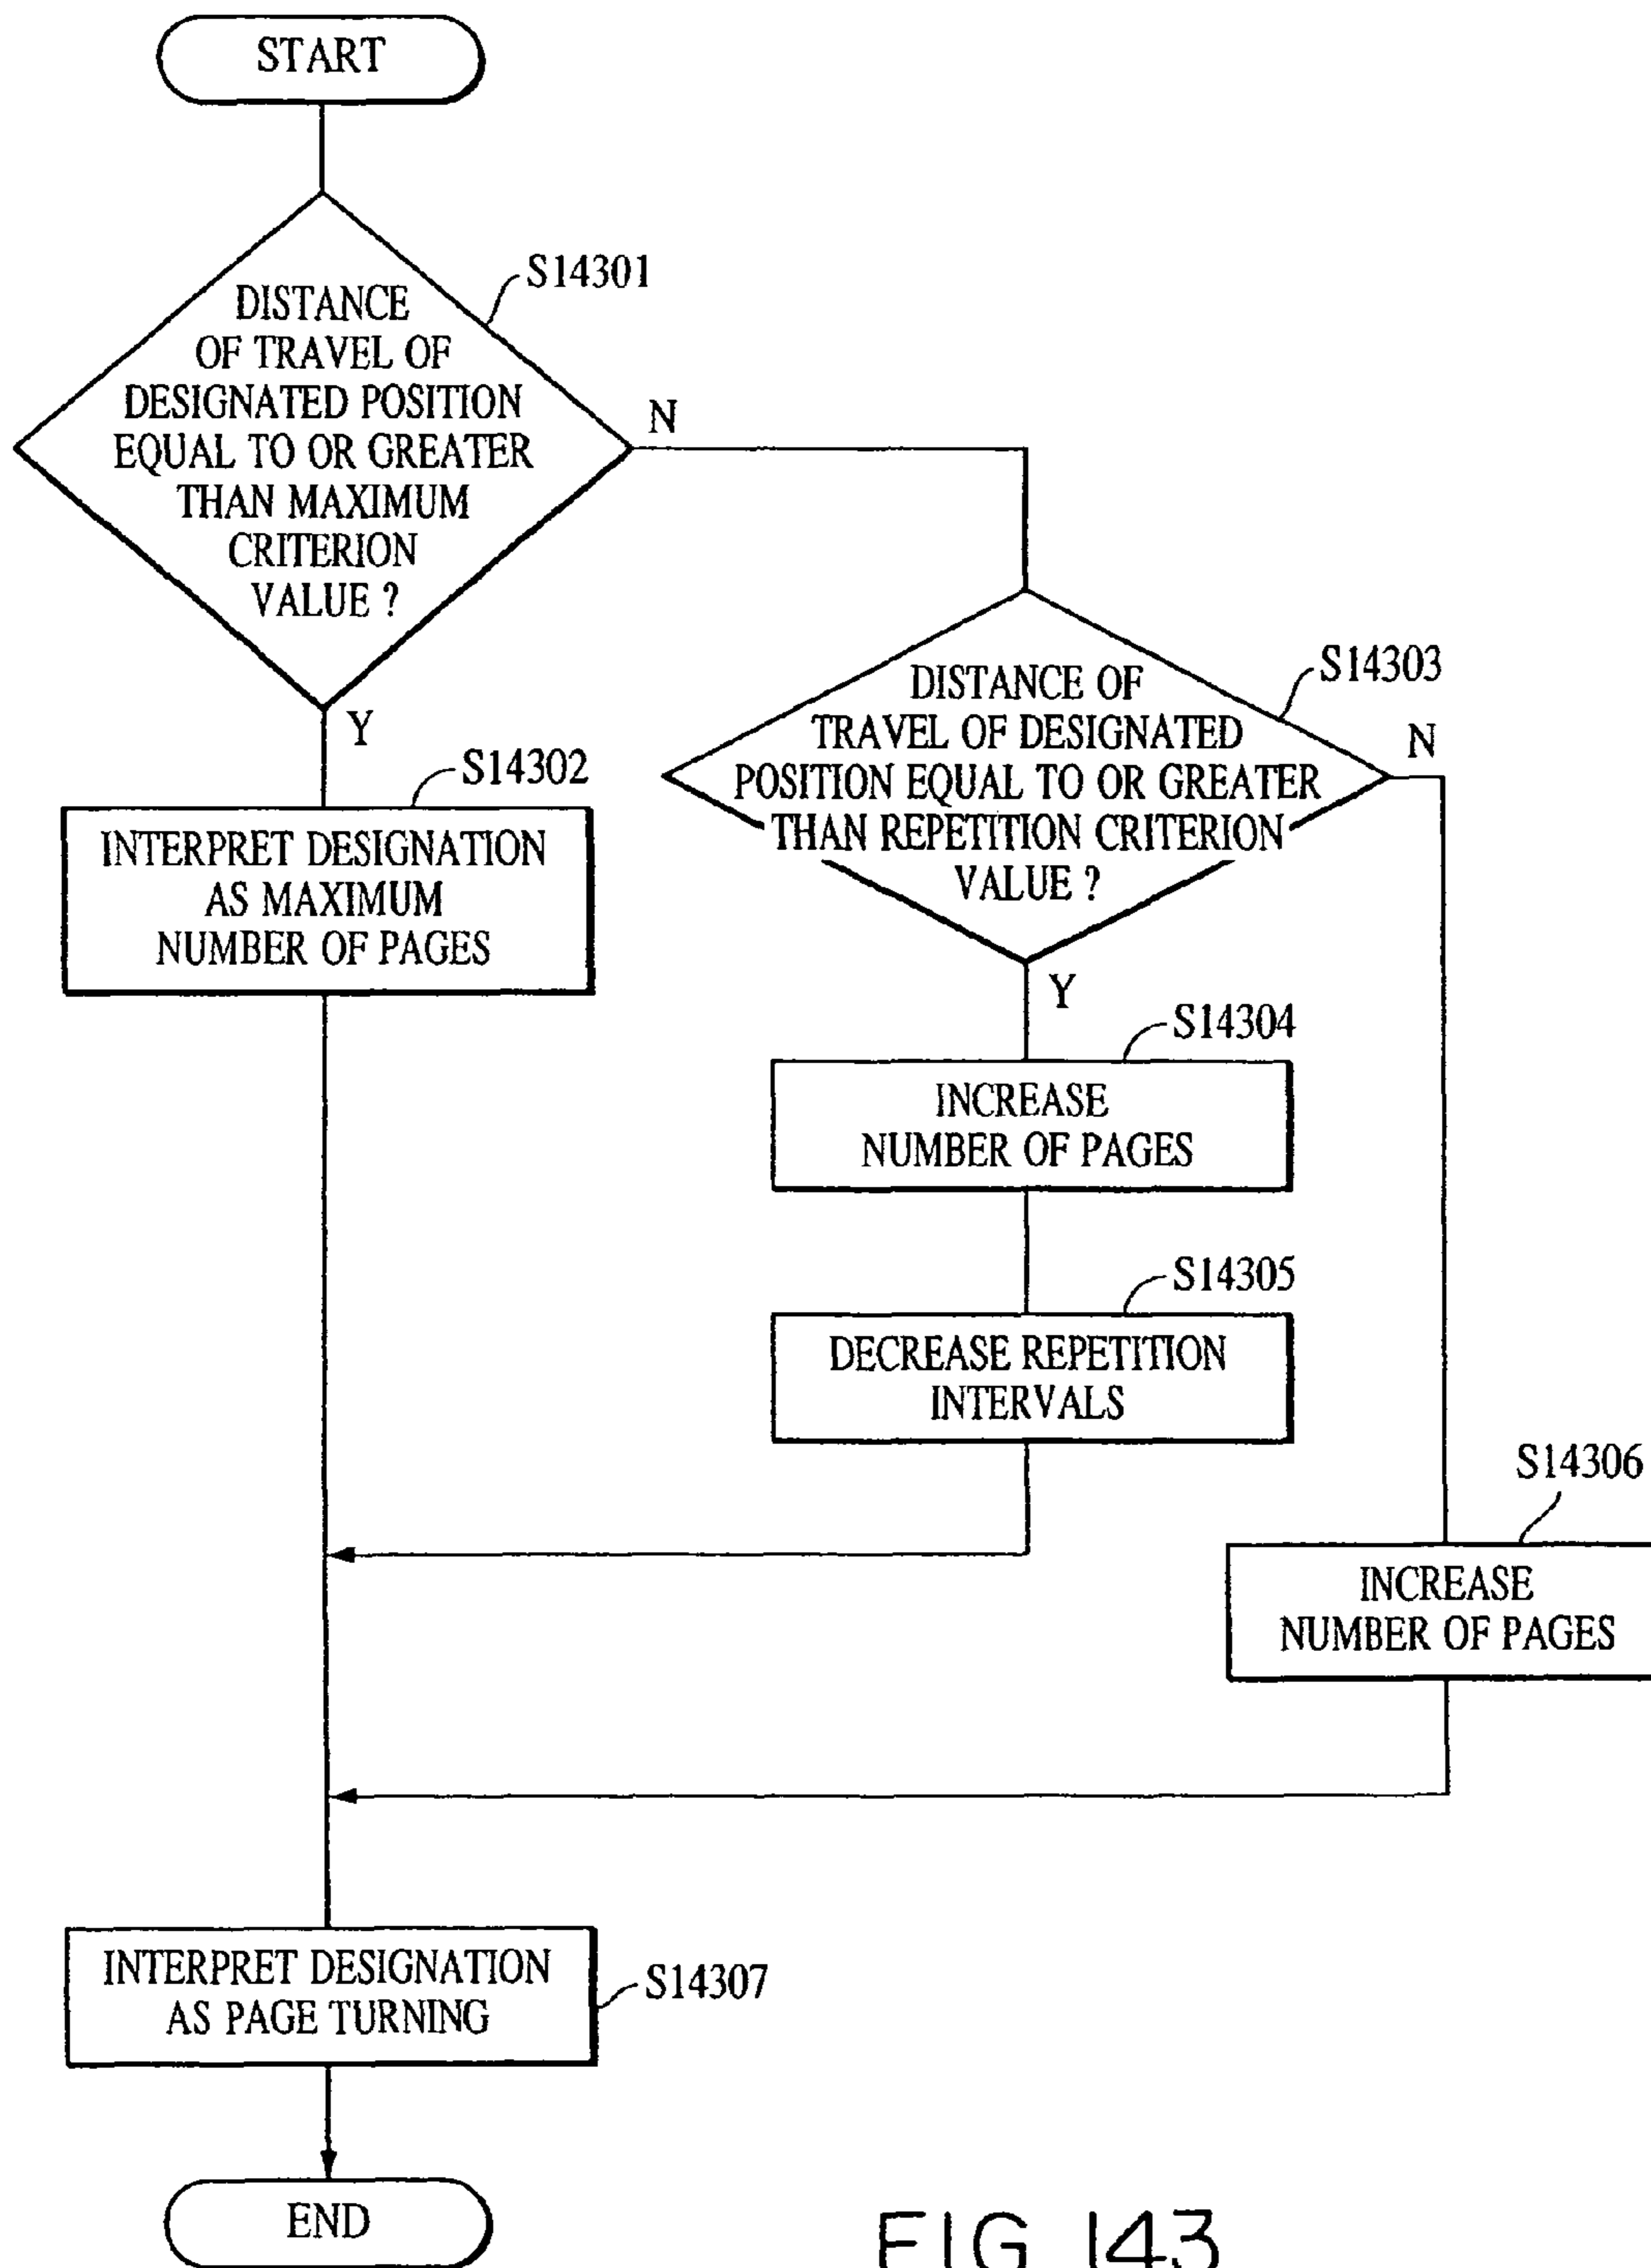 START
S14301
DISTANCE
OF TRAVEL OF
DESIGNATED POSITION
EQUAL TO OR GREATER
THAN MAXIMUM
CRITERION
VALUE ?
N
Y
S14302
INTERPRET DESIGNATION
AS MAXIMUM
NUMBER OF PAGES
S14303
DISTANCE OF
TRAVEL OF DESIGNATED
POSITION EQUAL TO OR GREATER
THAN REPETITION CRITERION
VALUE ?
N
Y
S14304
INCREASE
NUMBER OF PAGES
S14305
DECREASE REPETITION
INTERVALS
S14306
INCREASE
NUMBER OF PAGES
INTERPRET DESIGNATION
AS PAGE TURNING
S14307
END
FIG 143